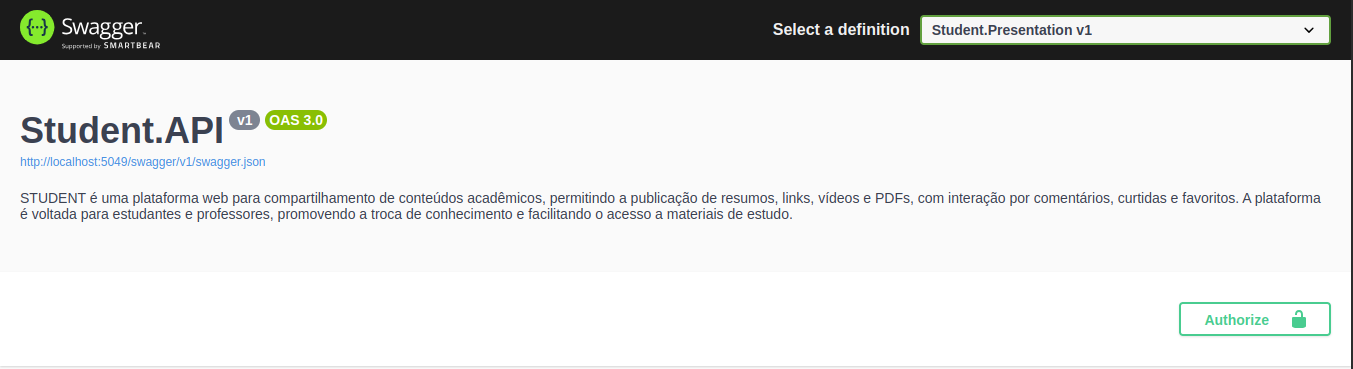 Swagger
Supported by SMARTBEAR
Select a definition
Student.Presentation v1
Student.API v1 OAS 3.0
http://localhost:5049/swagger/v1/swagger.json
STUDENT é uma plataforma web para compartilhamento de conteúdos acadêmicos, permitindo a publicação de resumos, links, vídeos e PDFs, com interação por comentários, curtidas e favoritos. A plataforma
é voltada para estudantes e professores, promovendo a troca de conhecimento e facilitando o acesso a materiais de estudo.
Authorize